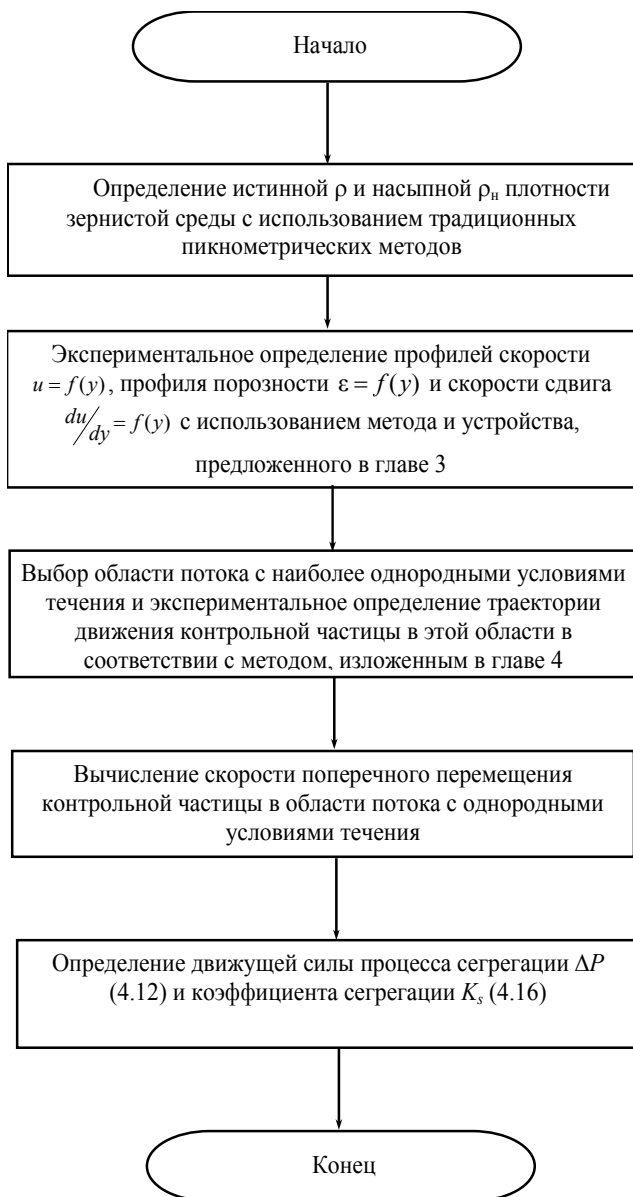 Начало
Определение истинной ρ и насыпной ρн плотности
зернистой среды с использованием традиционных
пикнометрических методов
Экспериментальное определение профилей скорости
u = f(y), профиля порозности ε = f(y) и скорости сдвига
du/dy = f(y) с использованием метода и устройства,
предложенного в главе 3
Выбор области потока с наиболее однородными условиями
течения и экспериментальное определение траектории
движения контрольной частицы в этой области в
соответствии с методом, изложенным в главе 4
Вычисление скорости поперечного перемещения
контрольной частицы в области потока с однородными
условиями течения
Определение движущей силы процесса сегрегации ΔP
(4.12) и коэффициента сегрегации Ks (4.16)
Конец